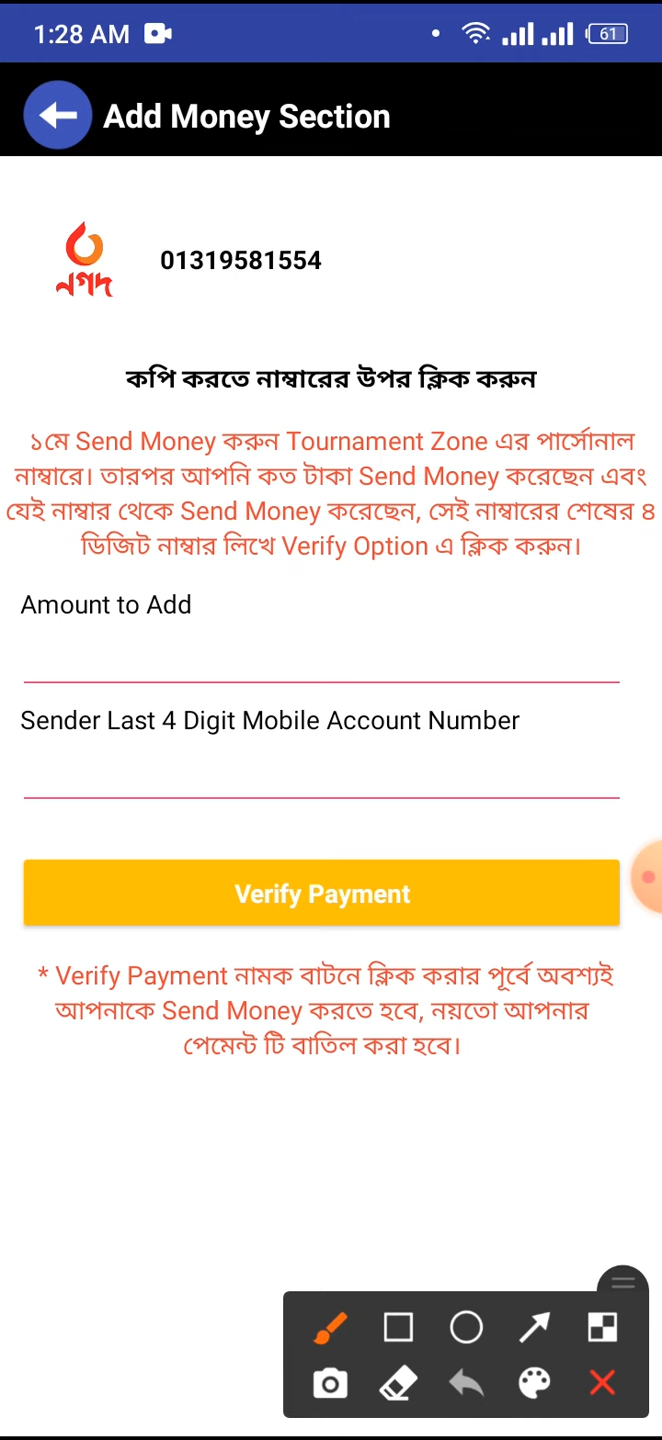 1:28 AM
61
Add Money Section
নগদ
01319581554
কপি করতে নাম্বারের উপর ক্লিক করুন
১মে Send Money করুন Tournament Zone এর পার্সোনাল
নাম্বারে। তারপর আপনি কত টাকা Send Money করেছেন এবং
যেই নাম্বার থেকে Send Money করেছেন, সেই নাম্বারের শেষের ৪
ডিজিট নাম্বার লিখে Verify Option এ ক্লিক করুন।
Amount to Add
Sender Last 4 Digit Mobile Account Number
Verify Payment
* Verify Payment নামক বাটনে ক্লিক করার পূর্বে অবশ্যই
আপনাকে Send Money করতে হবে, নয়তো আপনার
পেমেন্ট টি বাতিল করা হবে।